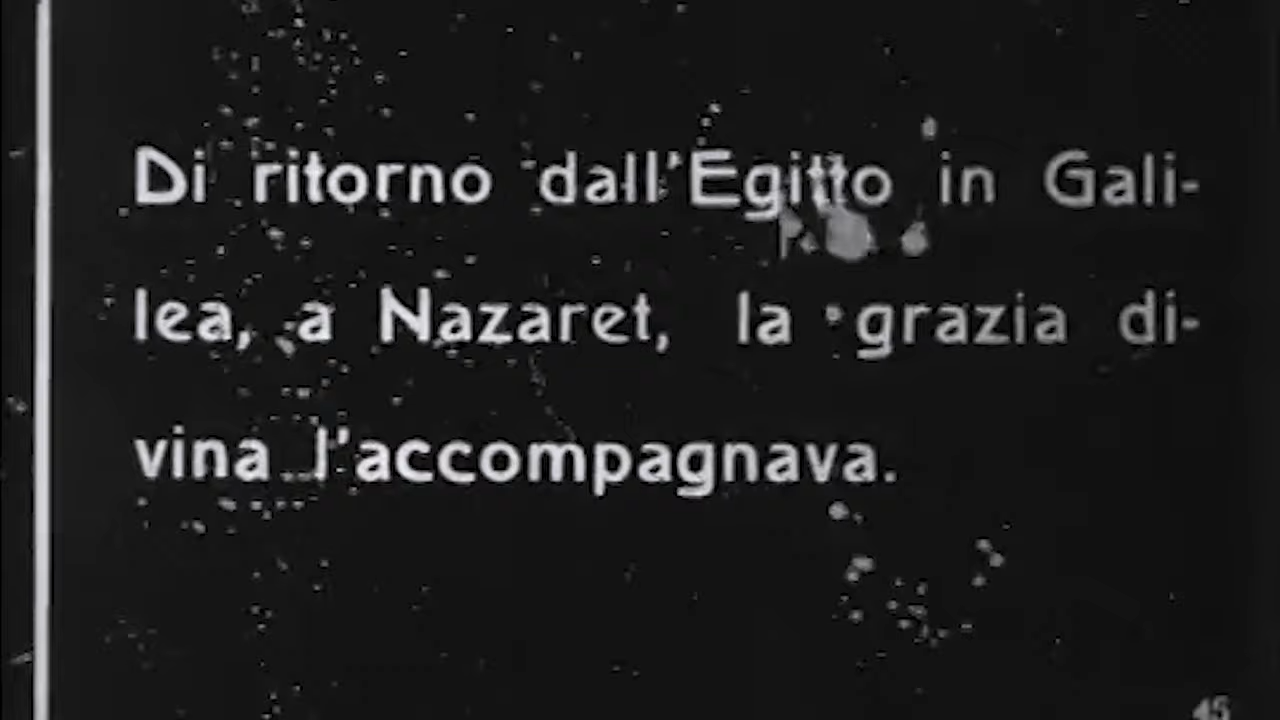 Di ritorno dall'Egitto in Gali-
lea, a Nazaret, la grazia di-
vina l'accompagnava.
45